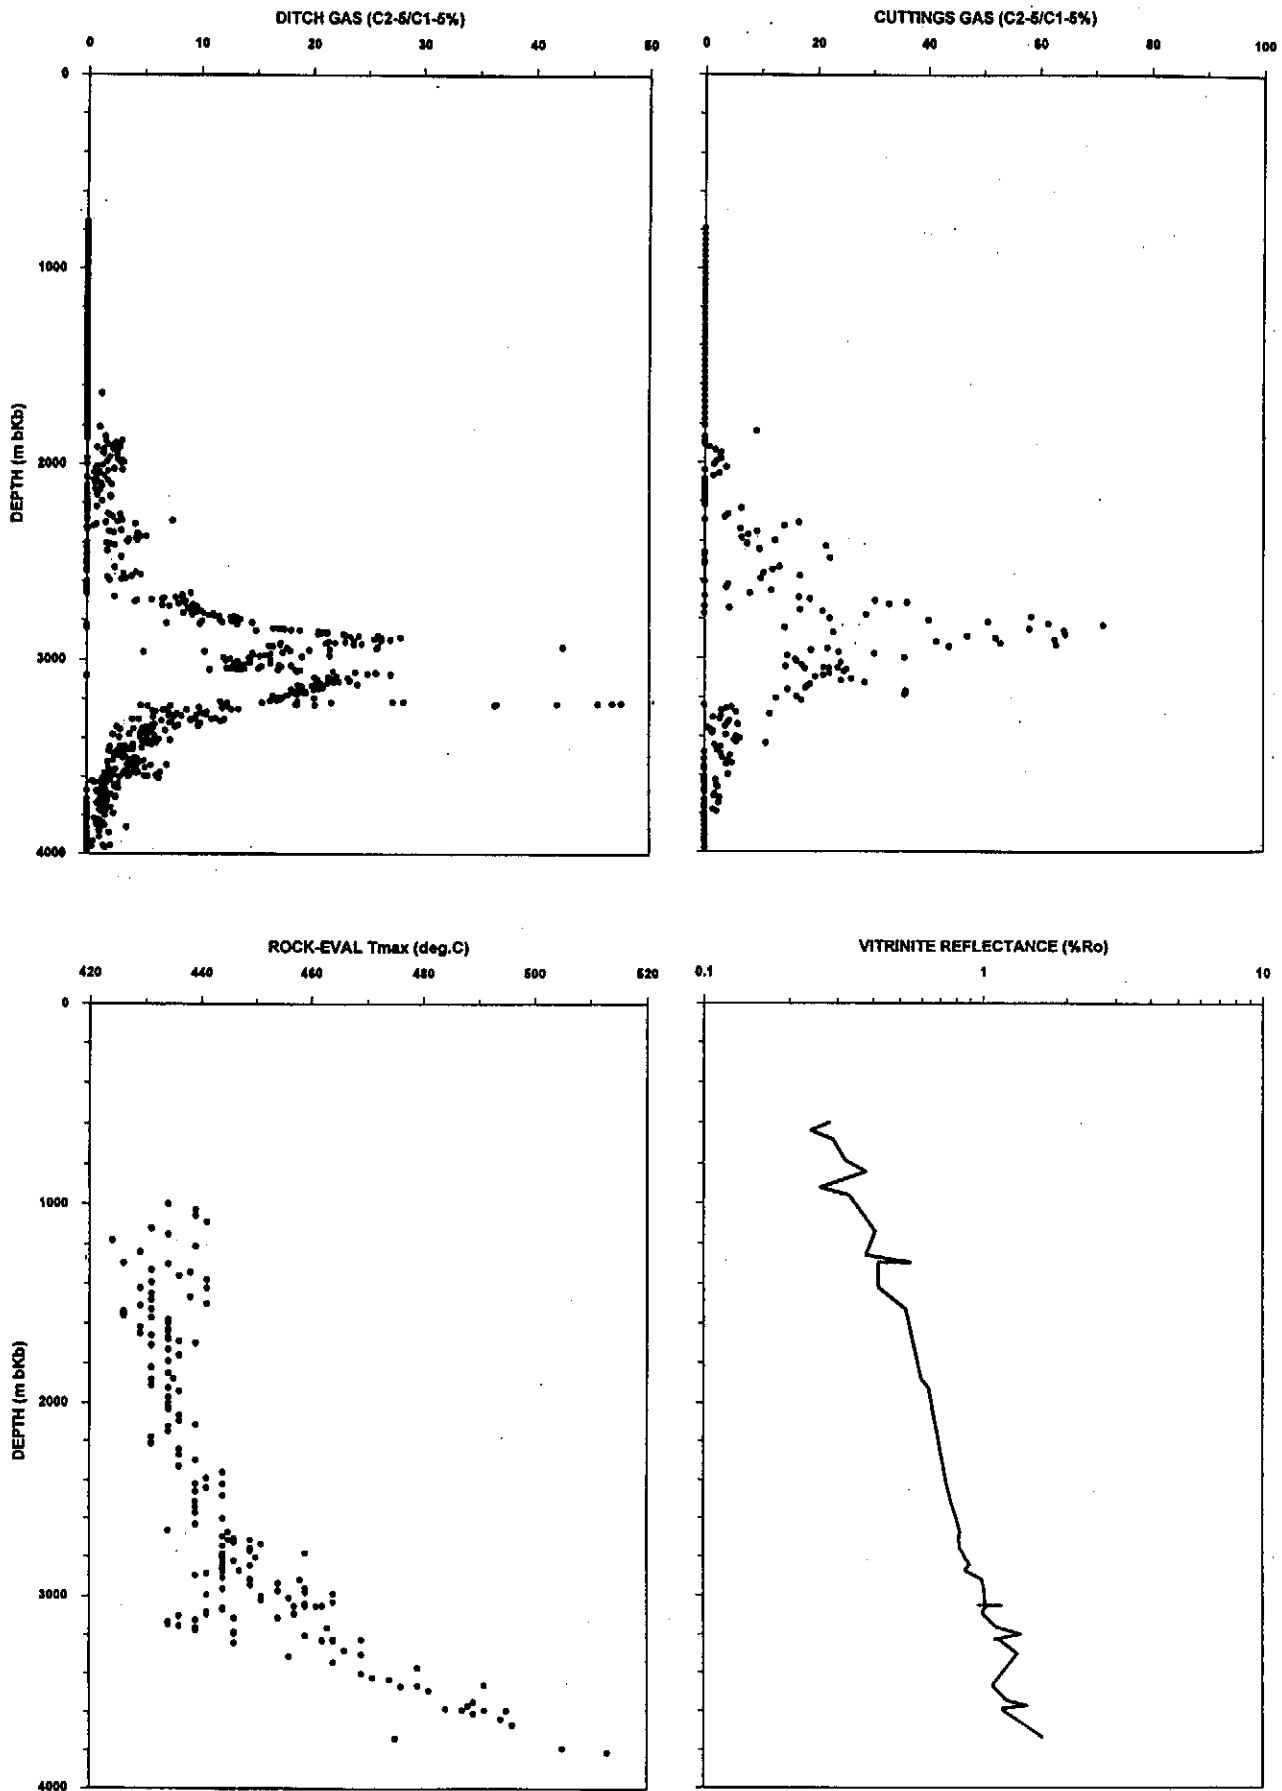 DITCH GAS (C2-5/C1-5%)
0 10 20 30 40 50
0
1000
2000
3000
4000
DEPTH (m bKb)
CUTTINGS GAS (C2-5/C1-5%)
0 20 40 60 80 100
ROCK-EVAL Tmax (deg.C)
420 440 460 480 500 520
0
1000
2000
3000
4000
DEPTH (m bKb)
VITRINITE REFLECTANCE (%Ro)
0.1 1 10